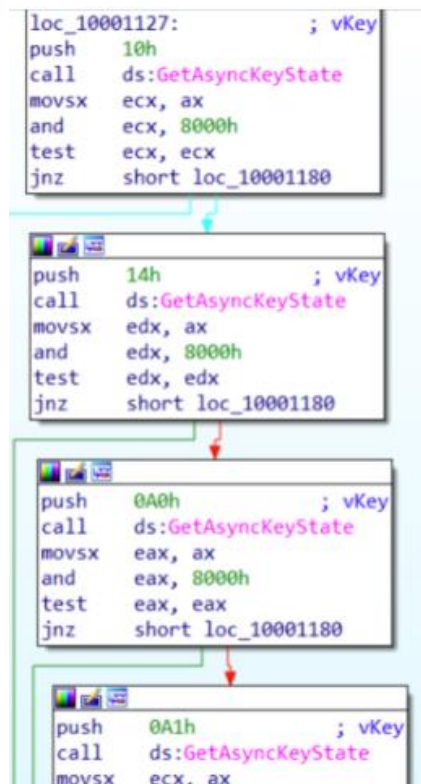 loc_10001127: ; vKey
push 10h
call ds:GetAsyncKeyState
movsx ecx, ax
and ecx, 8000h
test ecx, ecx
jnz short loc_10001180
push 14h ; vKey
call ds:GetAsyncKeyState
movsx edx, ax
and edx, 8000h
test edx, edx
jnz short loc_10001180
push 0A0h ; vKey
call ds:GetAsyncKeyState
movsx eax, ax
and eax, 8000h
test eax, eax
jnz short loc_10001180
push 0A1h ; vKey
call ds:GetAsyncKeyState
movsx ecx, ax